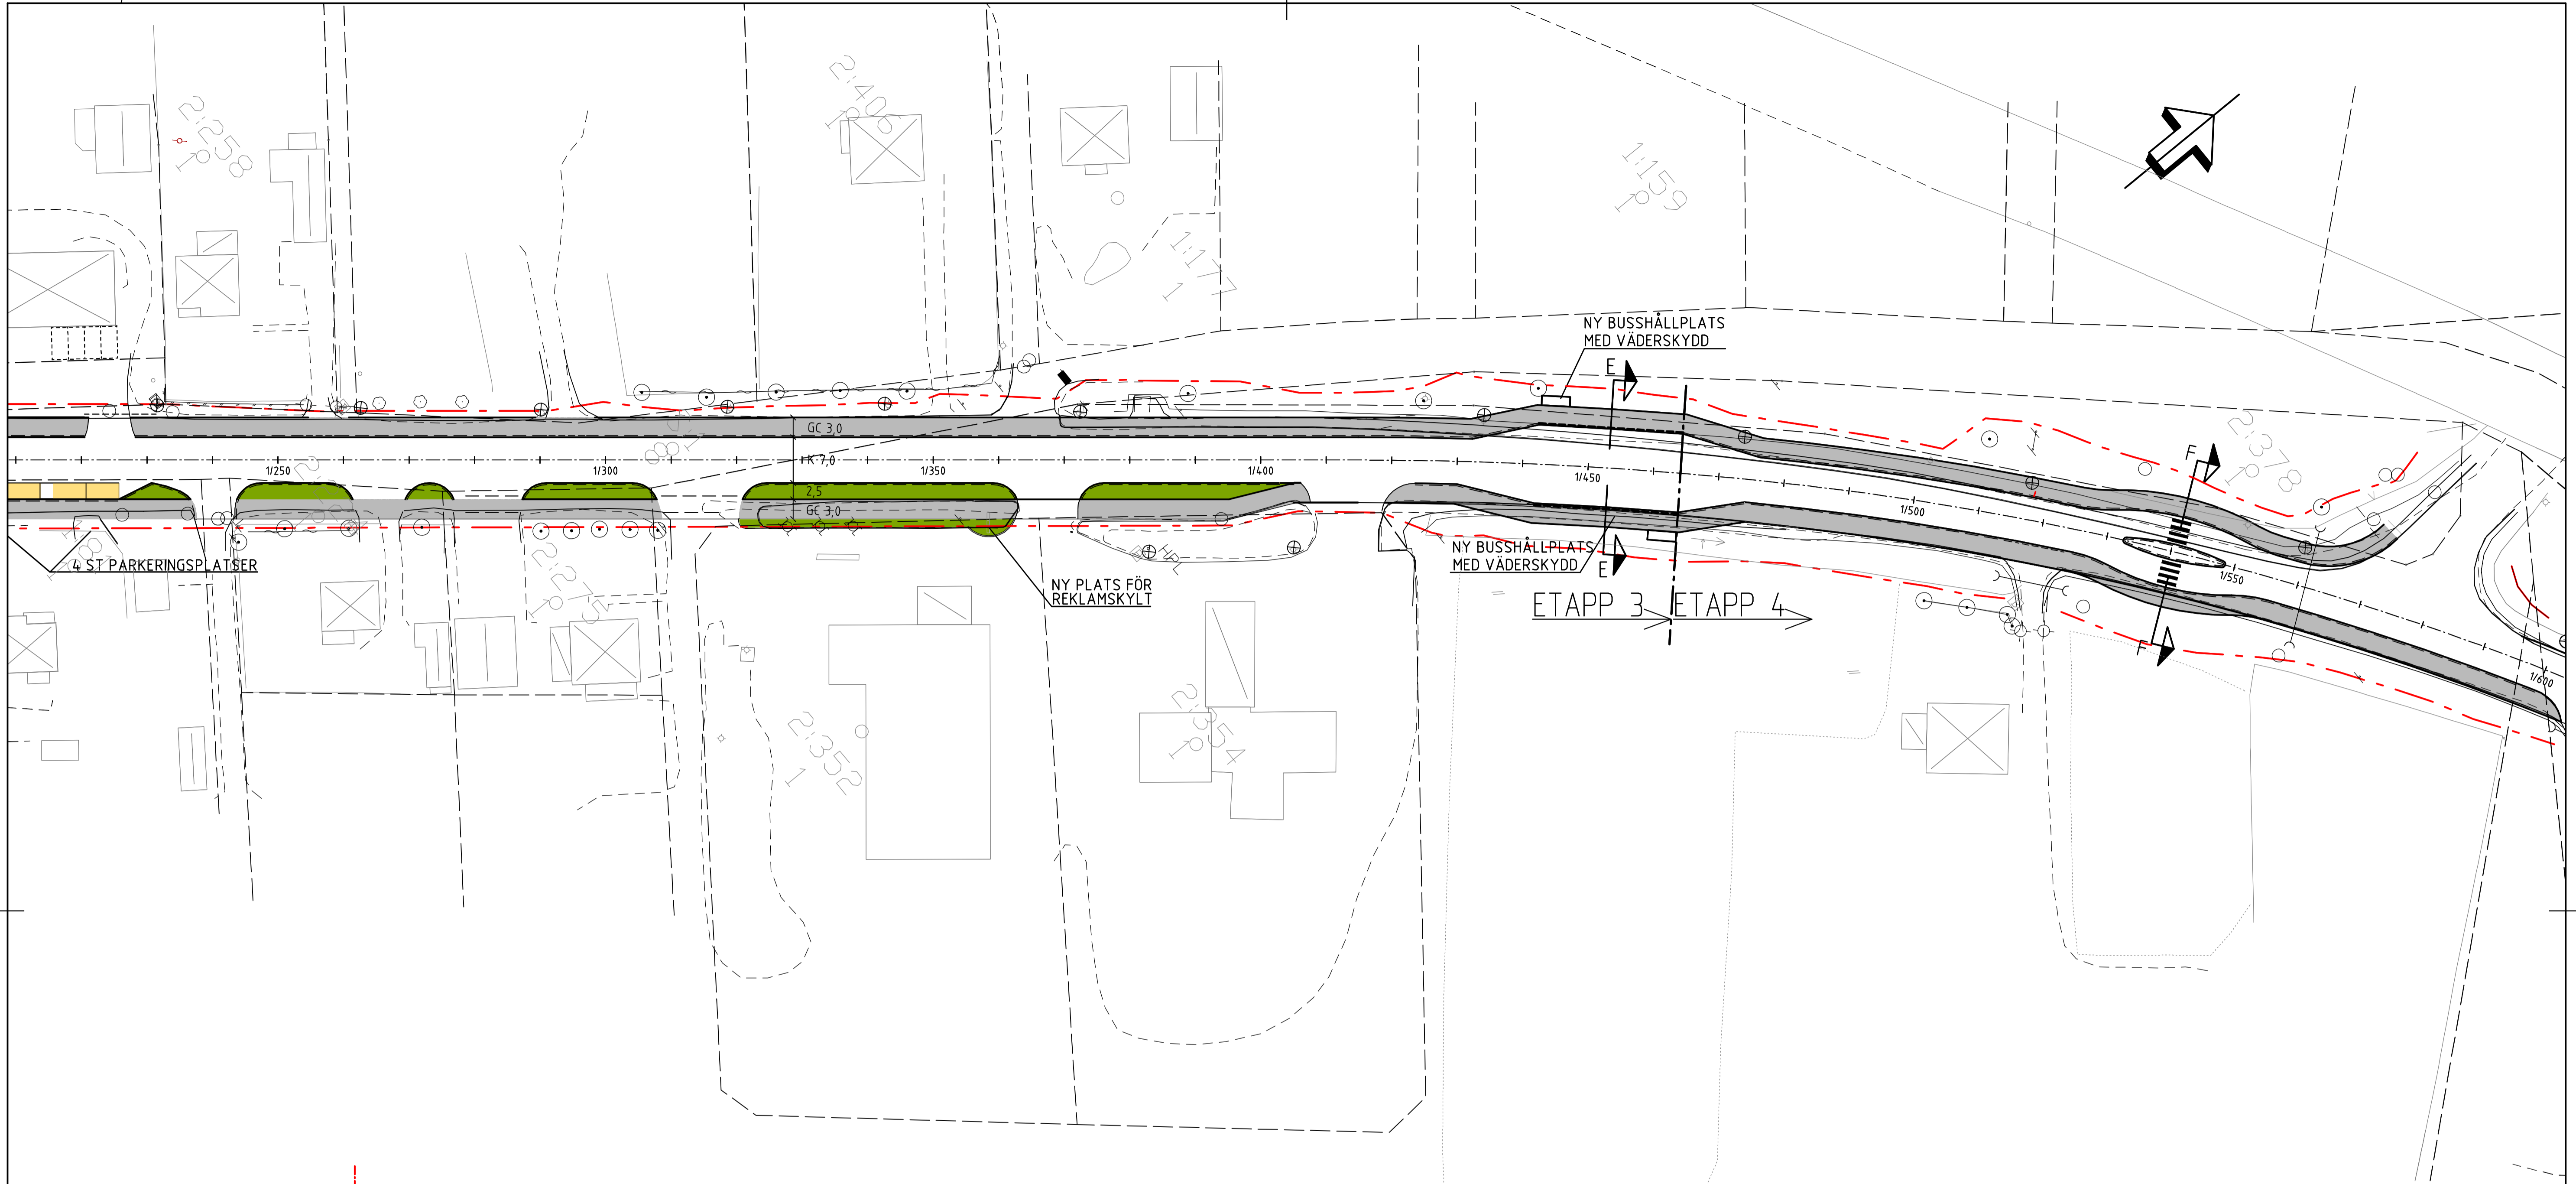 2:258
2:408
1:159
1:177
NY BUSSHÅLLPLATS
MED VÄDERSKYDD
E
F
2:378
GC 3,0
K 7,0
1/250
1/300
1/350
1/400
1/450
1/500
1/550
1/600
2,5
GC 3,0
4 ST PARKERINGSPLATSER
NY PLATS FÖR
REKLAMSKYLT
NY BUSSHÅLLPLATS
MED VÄDERSKYDD
E
F
ETAPP 3
ETAPP 4
2:275
HPL
2:352
1
2:354